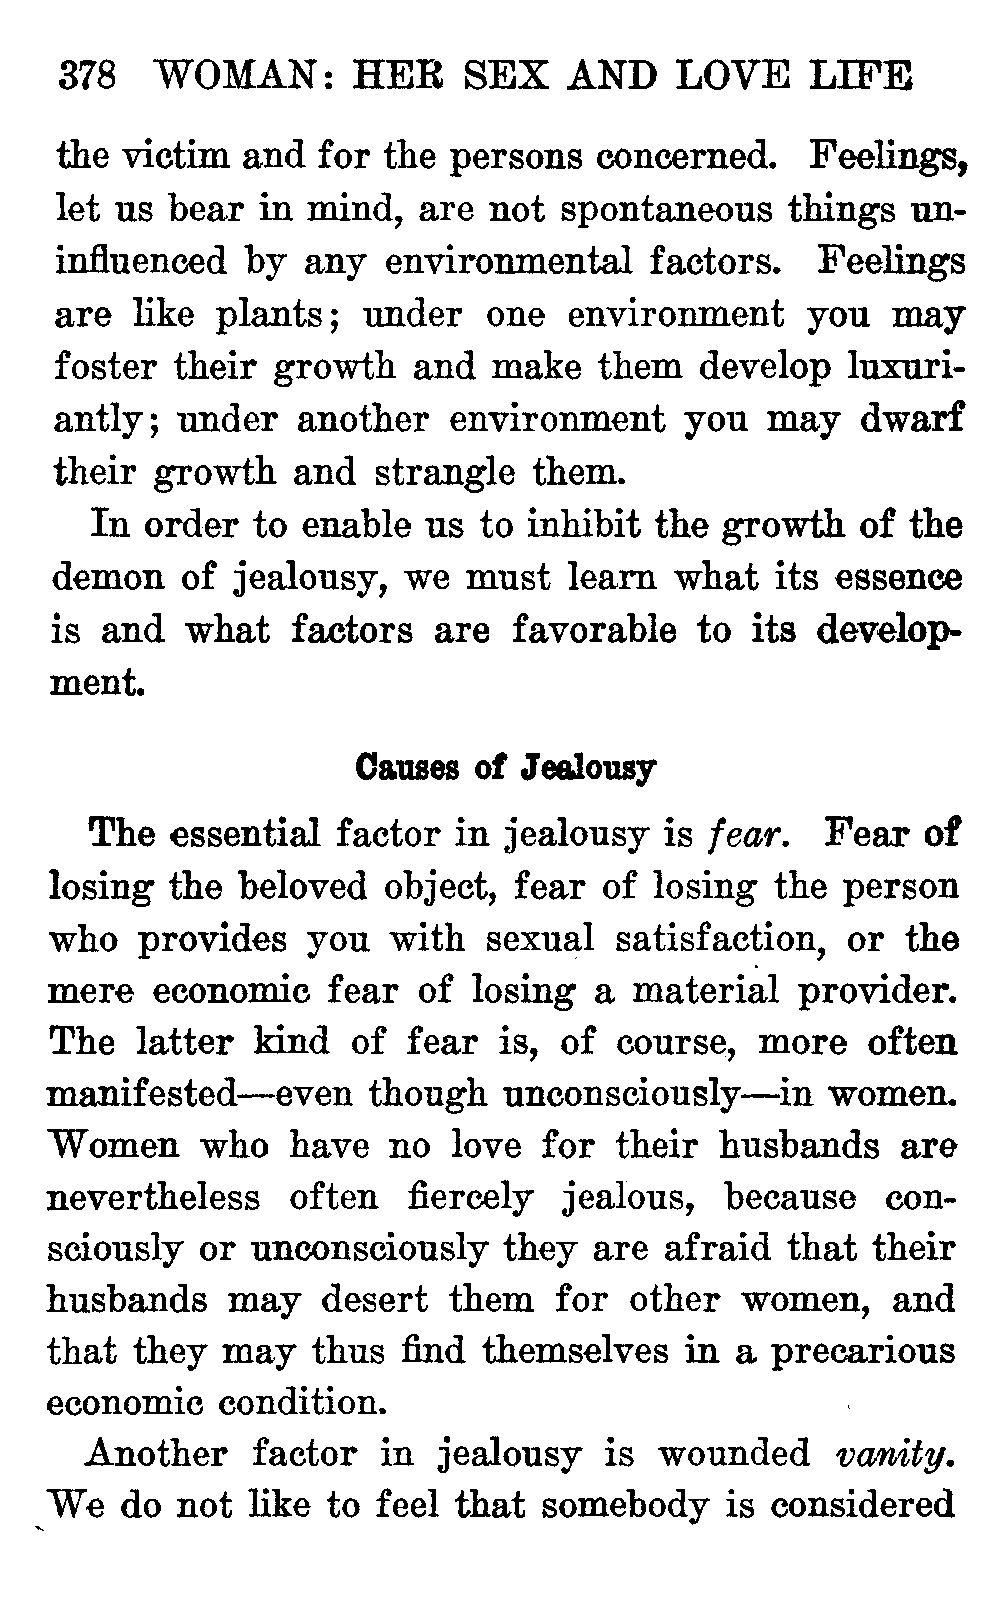 378 WOMAN: HER SEX AND LOVE LIFE
the victim and for the persons concerned. Feelings,
let us bear in mind, are not spontaneous things un-
influenced by any environmental factors. Feelings
are like plants; under one environment you may
foster their growth and make them develop luxuri-
antly; under another environment you may dwarf
their growth and strangle them.
In order to enable us to inhibit the growth of the
demon of jealousy, we must learn what its essence
is and what factors are favorable to its develop-
ment.
Causes of Jealousy
The essential factor in jealousy is fear. Fear of
losing the beloved object, fear of losing the person
who provides you with sexual satisfaction, or the
mere economic fear of losing a material provider.
The latter kind of fear is, of course, more often
manifested—even though unconsciously—in women.
Women who have no love for their husbands are
nevertheless often fiercely jealous, because con-
sciously or unconsciously they are afraid that their
husbands may desert them for other women, and
that they may thus find themselves in a precarious
economic condition.
Another factor in jealousy is wounded vanity.
We do not like to feel that somebody is considered